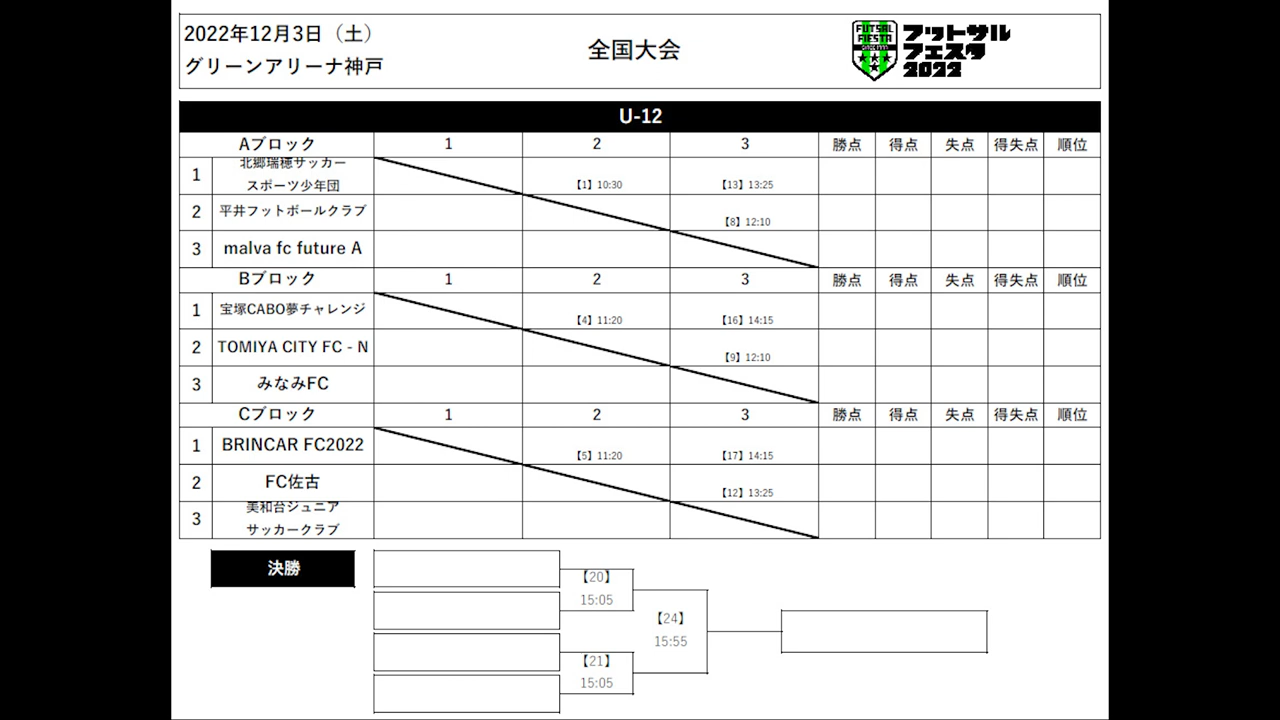 2022年12月3日（土）
グリーンアリーナ神戸
全国大会
FUTSAL
FIESTA
SINCE 1999
フットサル
フェスタ
2022
U-12
Aブロック 1 2 3 勝点 得点 失点 得失点 順位
1 北郷瑞穂サッカー
スポーツ少年団 【1】10:30 【13】13:25
2 平井フットボールクラブ 【8】12:10
3 malva fc future A
Bブロック 1 2 3 勝点 得点 失点 得失点 順位
1 宝塚CABO夢チャレンジ 【4】11:20 【16】14:15
2 TOMIYA CITY FC - N 【9】12:10
3 みなみFC
Cブロック 1 2 3 勝点 得点 失点 得失点 順位
1 BRINCAR FC2022 【5】11:20 【17】14:15
2 FC佐古 【12】13:25
3 美和台ジュニア
サッカークラブ
決勝
【20】
15:05
【24】
15:55
【21】
15:05